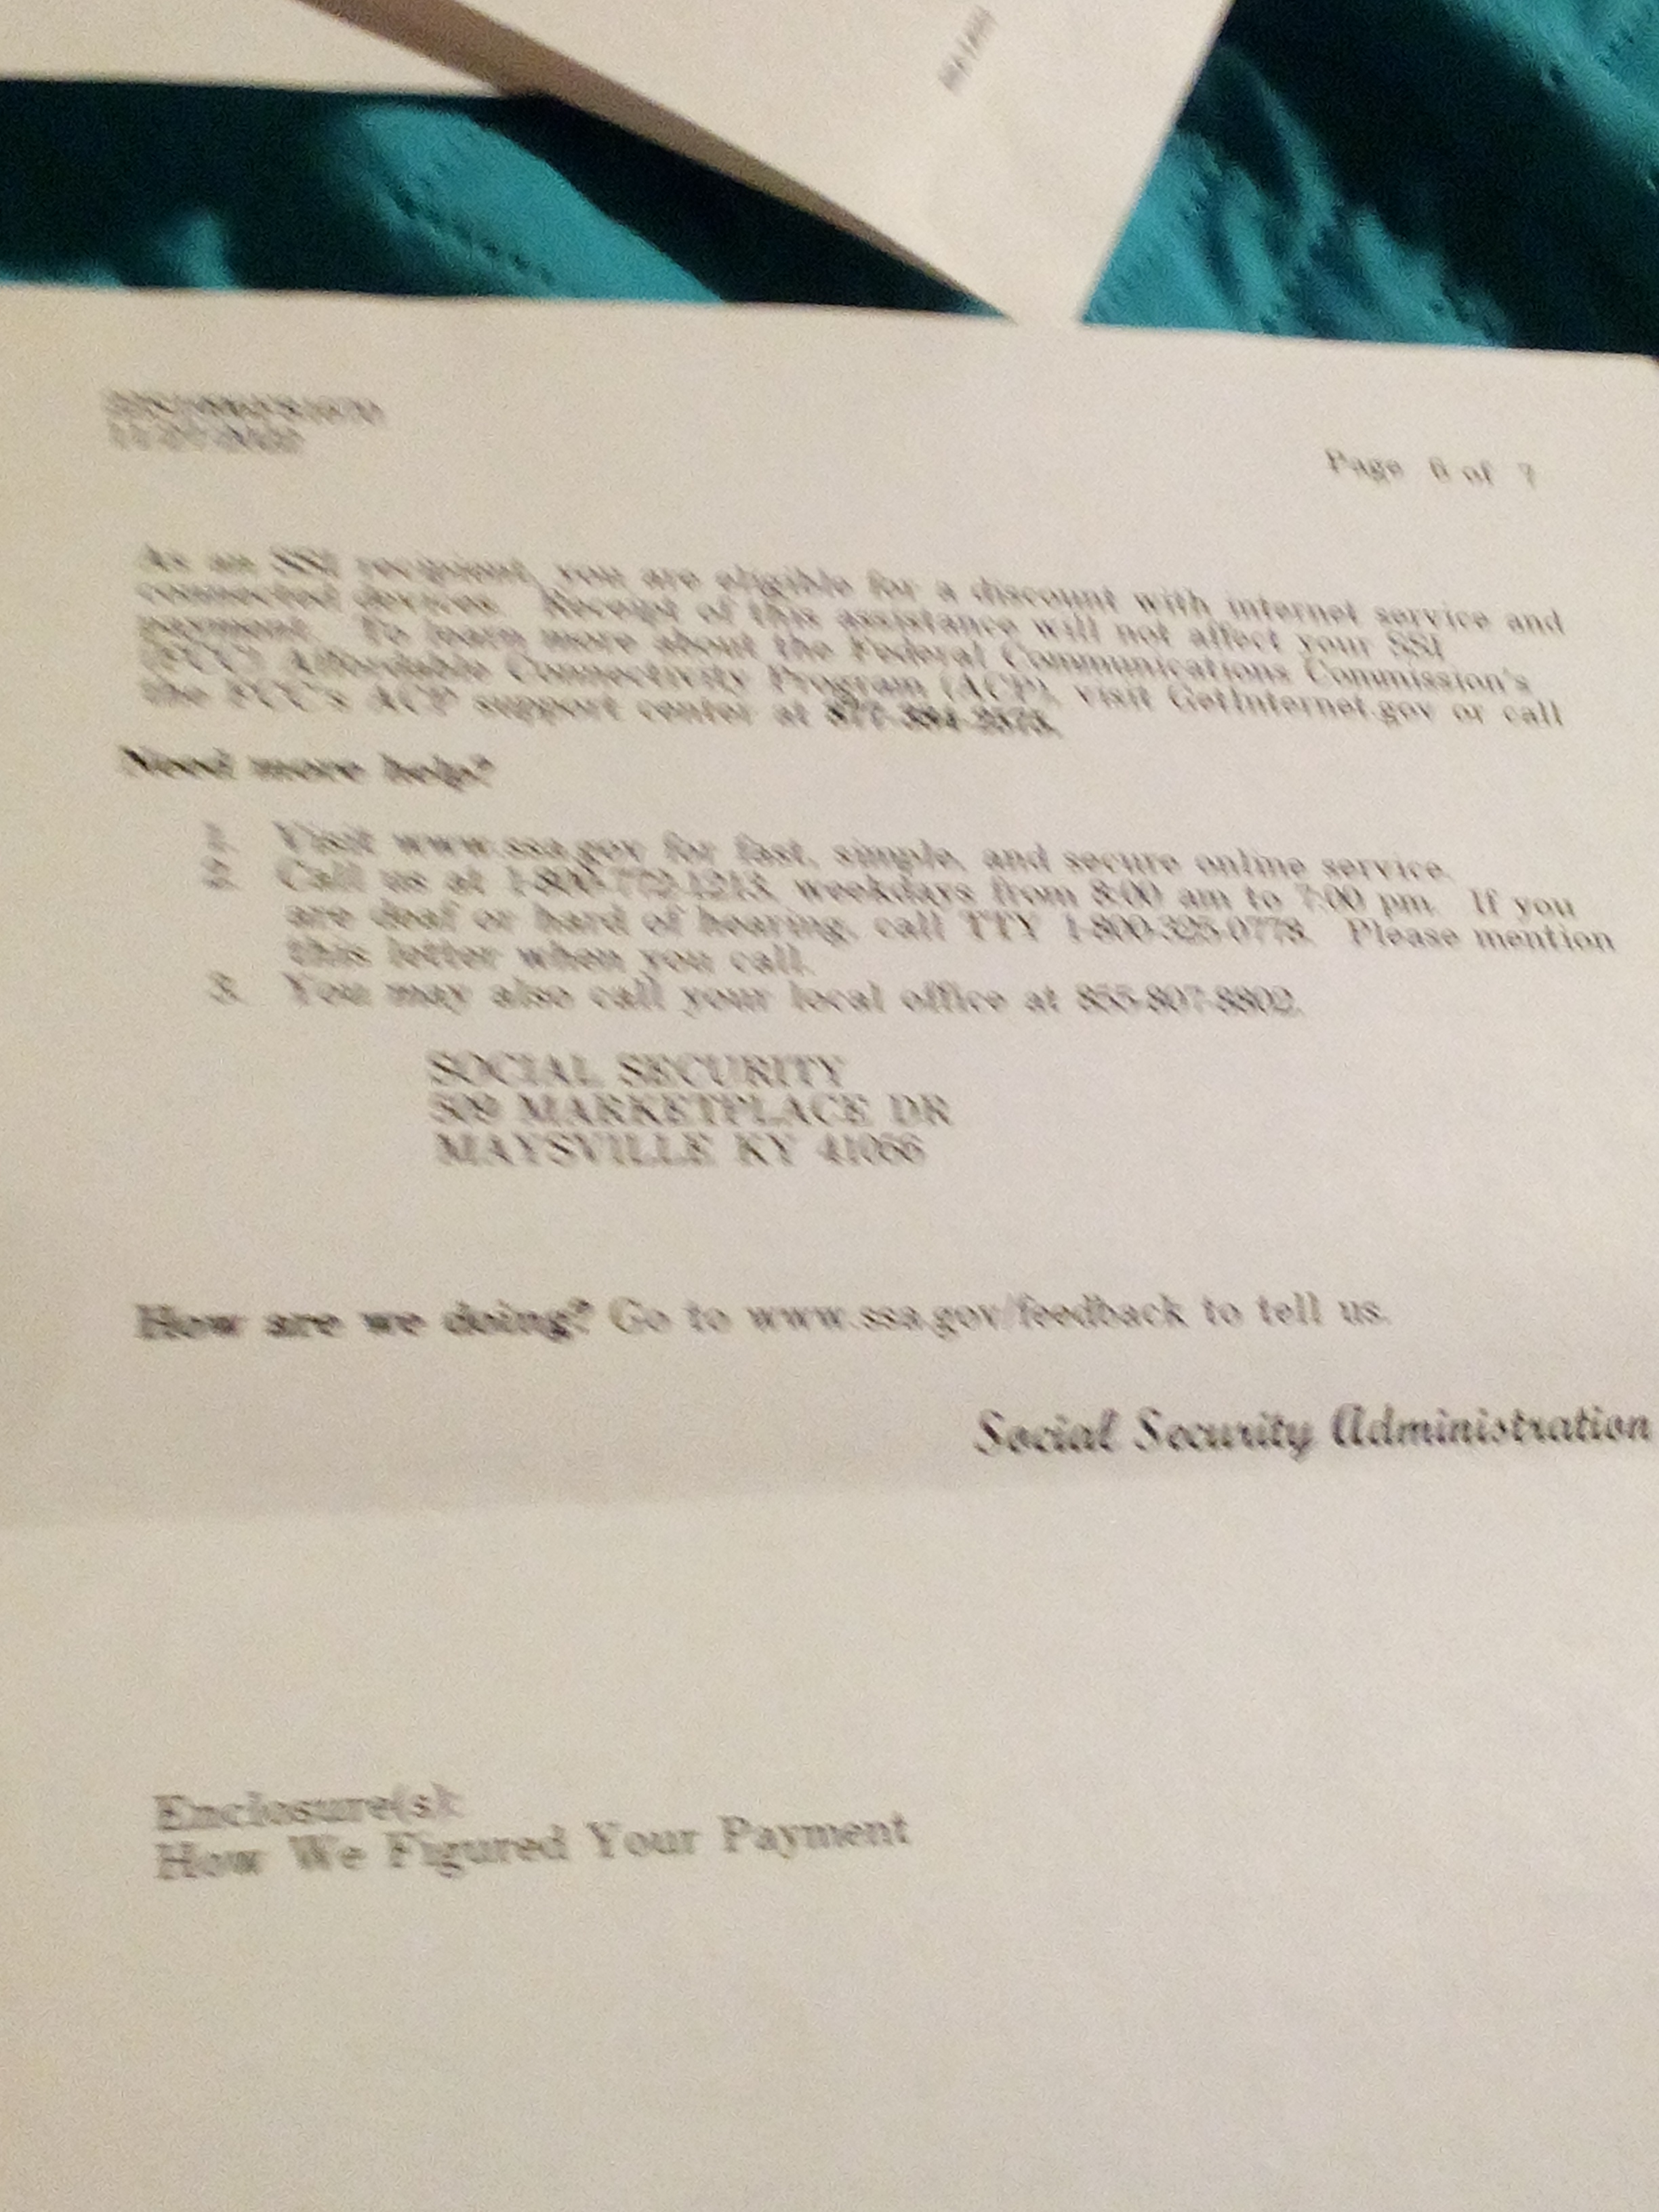 Page 6 of 7
As an SSI recipient, you are eligible for a discount with internet service and
connected devices. Receipt of this assistance will not affect your SSI
payment. To learn more about the Federal Communications Commission's
(FCC) Affordable Connectivity Program (ACP), visit GetInternet.gov or call
the FCC's ACP support center at 877-384-2575.
Need more help?
1. Visit www.ssa.gov for fast, simple, and secure online service.
2. Call us at 1-800-772-1213, weekdays from 8:00 am to 7:00 pm. If you
are deaf or hard of hearing, call TTY 1-800-325-0778. Please mention
this letter when you call.
3. You may also call your local office at 855-807-8802.
SOCIAL SECURITY
509 MARKETPLACE DR
MAYSVILLE KY 41056
How are we doing? Go to www.ssa.gov/feedback to tell us.
Social Security Administration
Enclosure(s):
How We Figured Your Payment